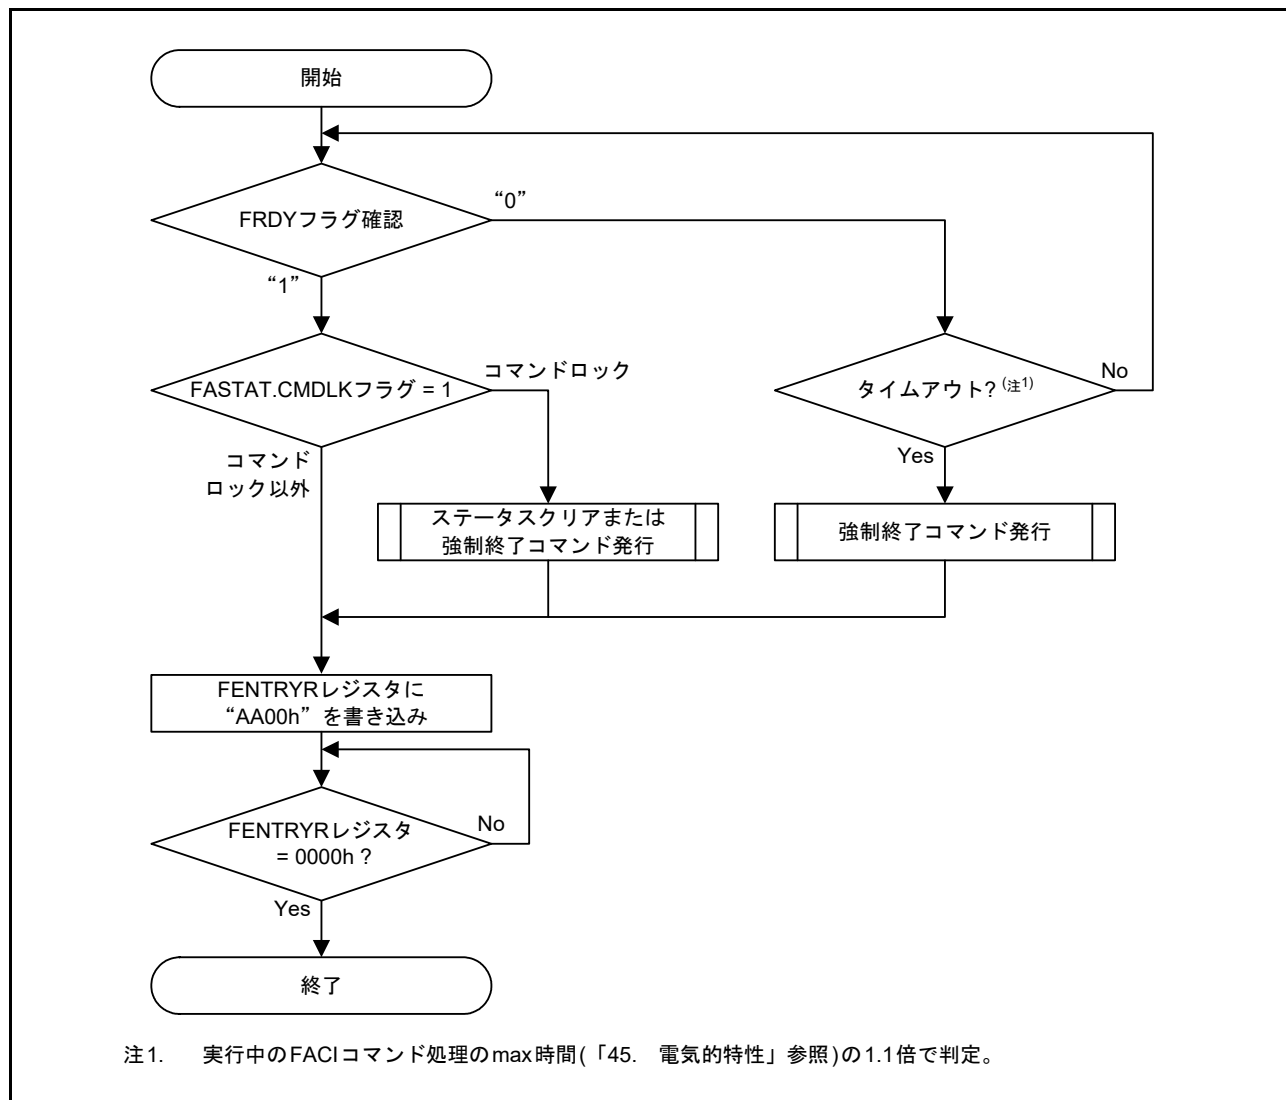 開始
FRDYフラグ確認
“0”
“1”
FASTAT.CMDLKフラグ = 1
コマンドロック
タイムアウト? (注1)
No
コマンド
ロック以外
Yes
ステータスクリアまたは
強制終了コマンド発行
強制終了コマンド発行
FENTRYRレジスタに
“AA00h”を書き込み
FENTRYRレジスタ
= 0000h ?
No
Yes
終了
注1. 実行中のFACIコマンド処理のmax時間(「45. 電気的特性」参照)の1.1倍で判定。